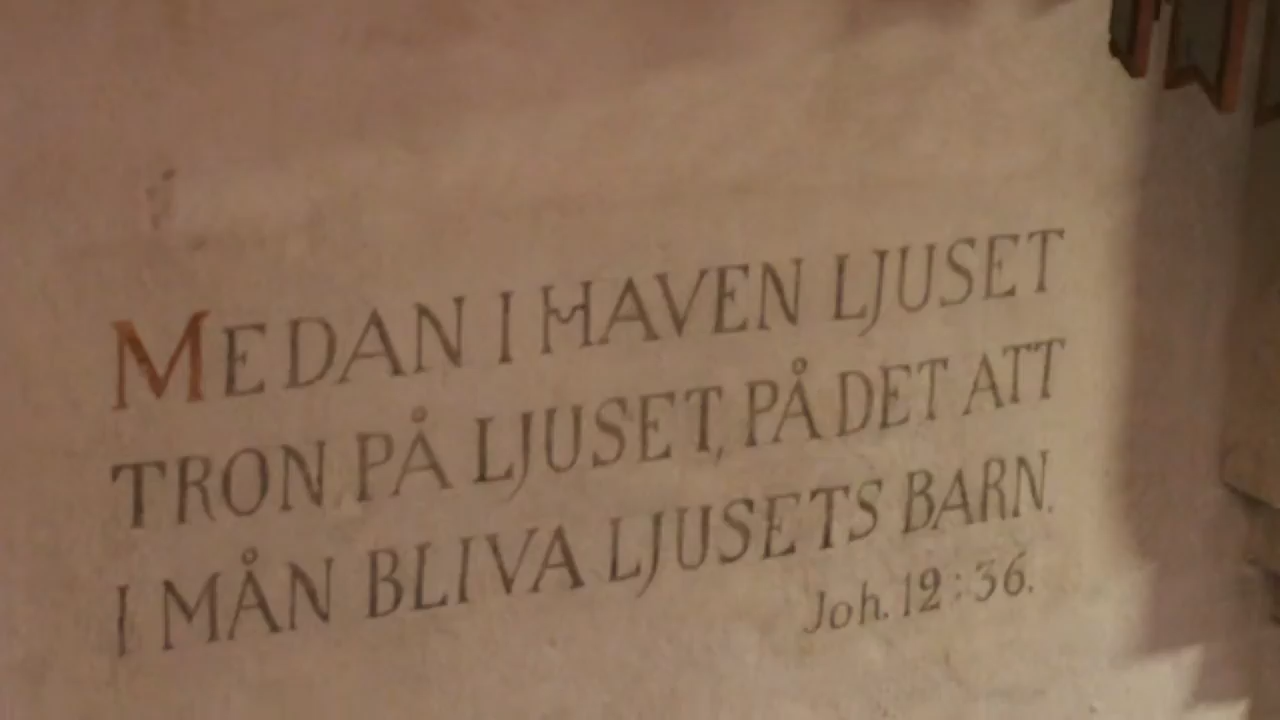 MEDAN I HAVEN LJUSET
TRON PÅ LJUSET, PÅ DET ATT
I MÅN BLIVA LJUSETS BARN.
Joh. 12:36.